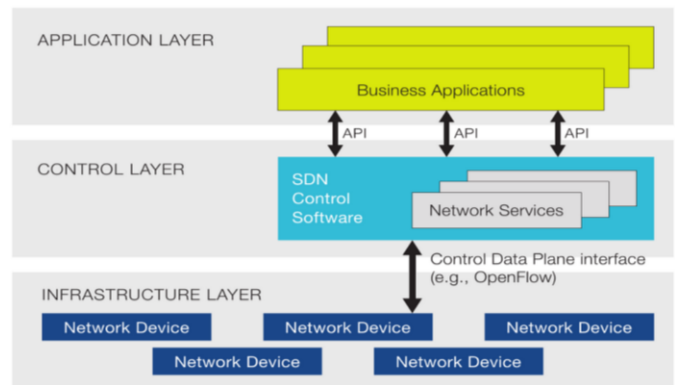 APPLICATION LAYER
Business Applications
API
API
API
CONTROL LAYER
SDN
Control
Software
Network Services
Control Data Plane interface
(e.g., OpenFlow)
INFRASTRUCTURE LAYER
Network Device
Network Device
Network Device
Network Device
Network Device